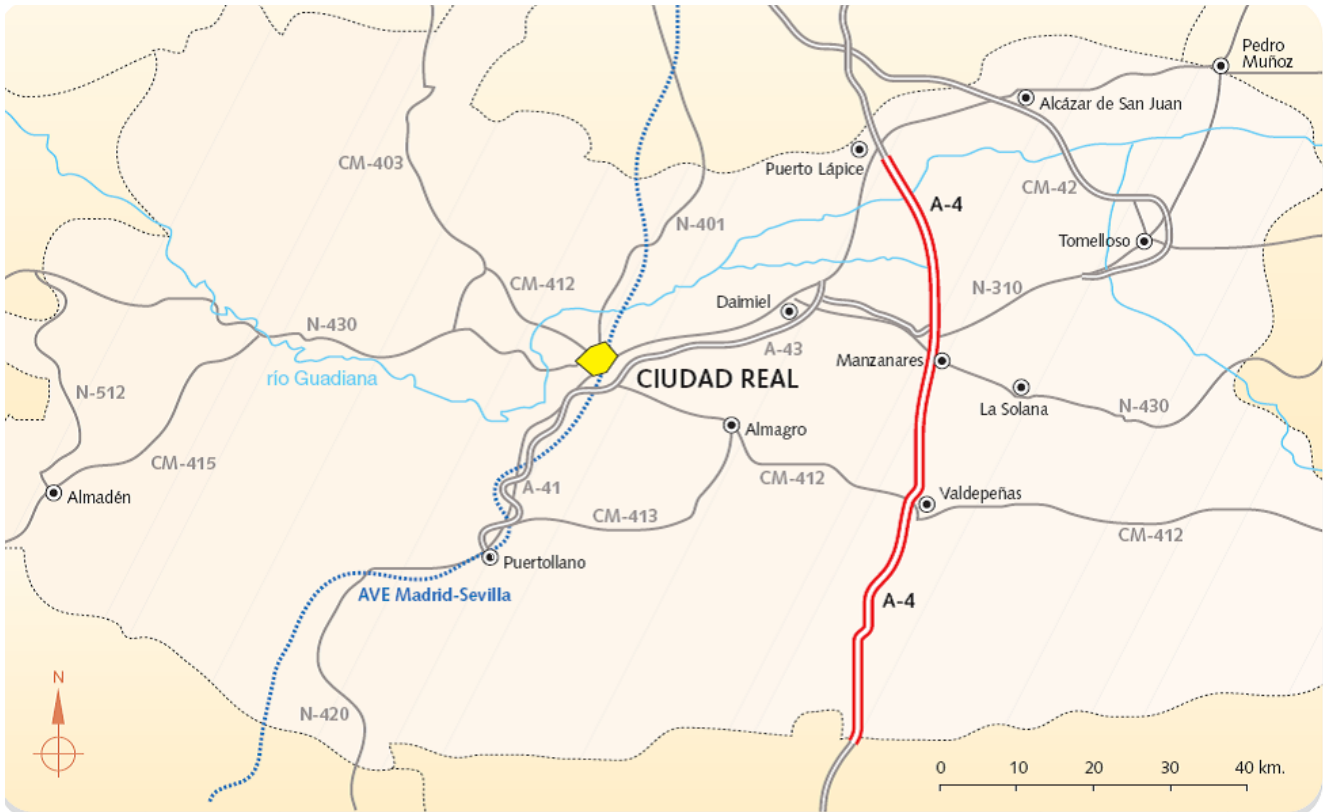 Pedro
Muñoz
Alcázar de San Juan
CM-403
Puerto Lápice
CM-42
A-4
N-401
Tomelloso
CM-412
N-310
Daimiel
N-430
A-43
Manzanares
río Guadiana
CIUDAD REAL
N-512
La Solana
N-430
Almagro
CM-415
CM-412
A-41
Almadén
Valdepeñas
CM-413
CM-412
Puertollano
AVE Madrid-Sevilla
A-4
N
N-420
0 10 20 30 40 km.